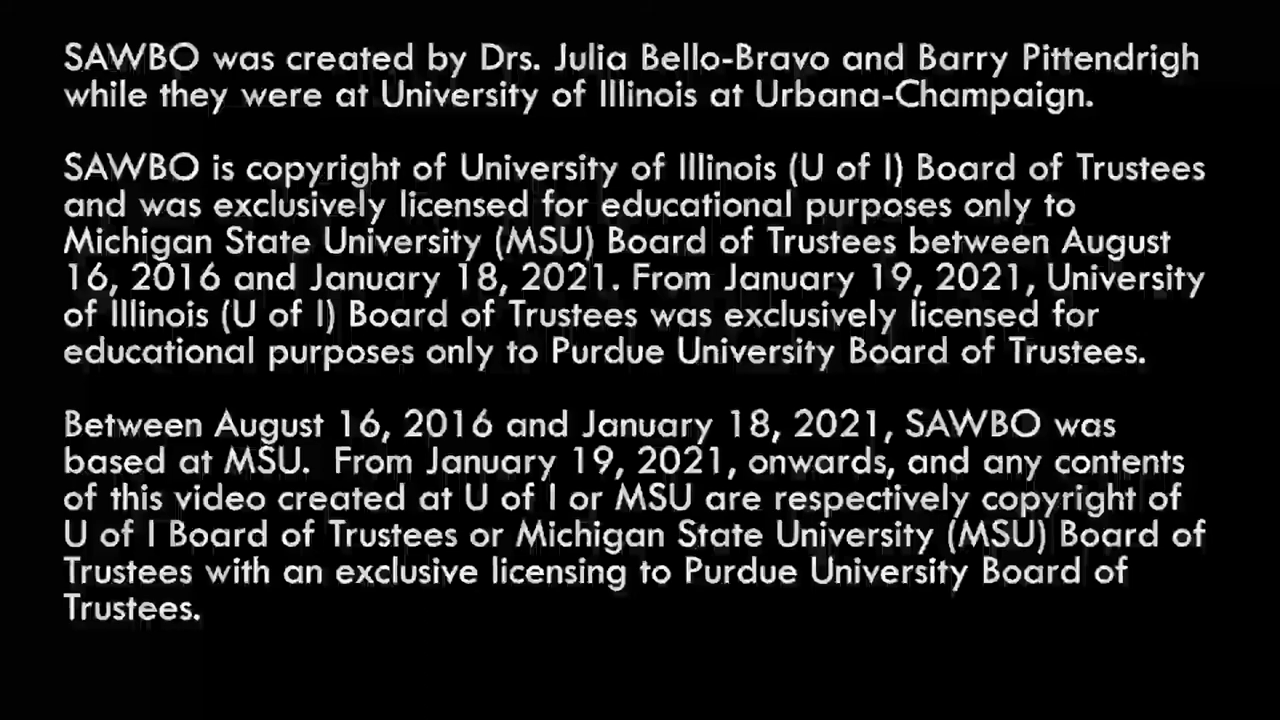 SAWBO was created by Drs. Julia Bello-Bravo and Barry Pittendrigh
while they were at University of Illinois at Urbana-Champaign.
SAWBO is copyright of University of Illinois (U of I) Board of Trustees
and was exclusively licensed for educational purposes only to
Michigan State University (MSU) Board of Trustees between August
16, 2016 and January 18, 2021. From January 19, 2021, University
of Illinois (U of I) Board of Trustees was exclusively licensed for
educational purposes only to Purdue University Board of Trustees.
Between August 16, 2016 and January 18, 2021, SAWBO was
based at MSU.  From January 19, 2021, onwards, and any contents
of this video created at U of I or MSU are respectively copyright of
U of I Board of Trustees or Michigan State University (MSU) Board of
Trustees with an exclusive licensing to Purdue University Board of
Trustees.